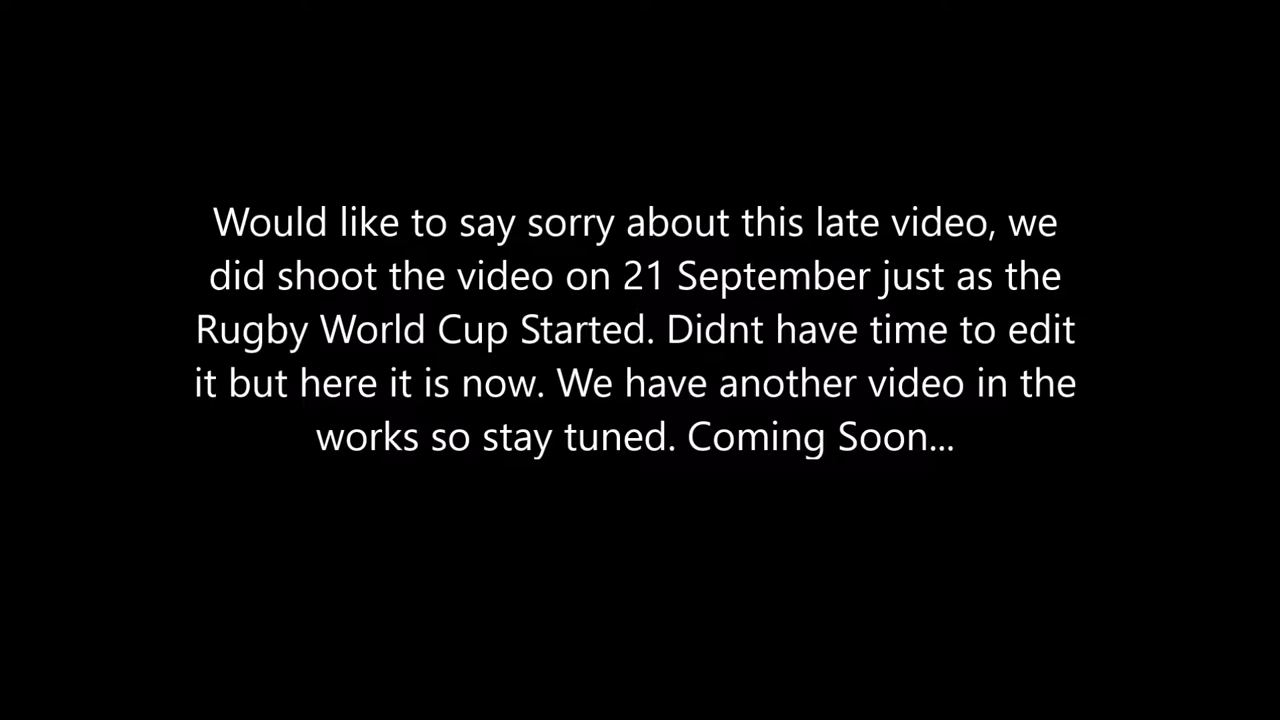 Would like to say sorry about this late video, we
did shoot the video on 21 September just as the
Rugby World Cup Started. Didnt have time to edit
it but here it is now. We have another video in the
works so stay tuned. Coming Soon...